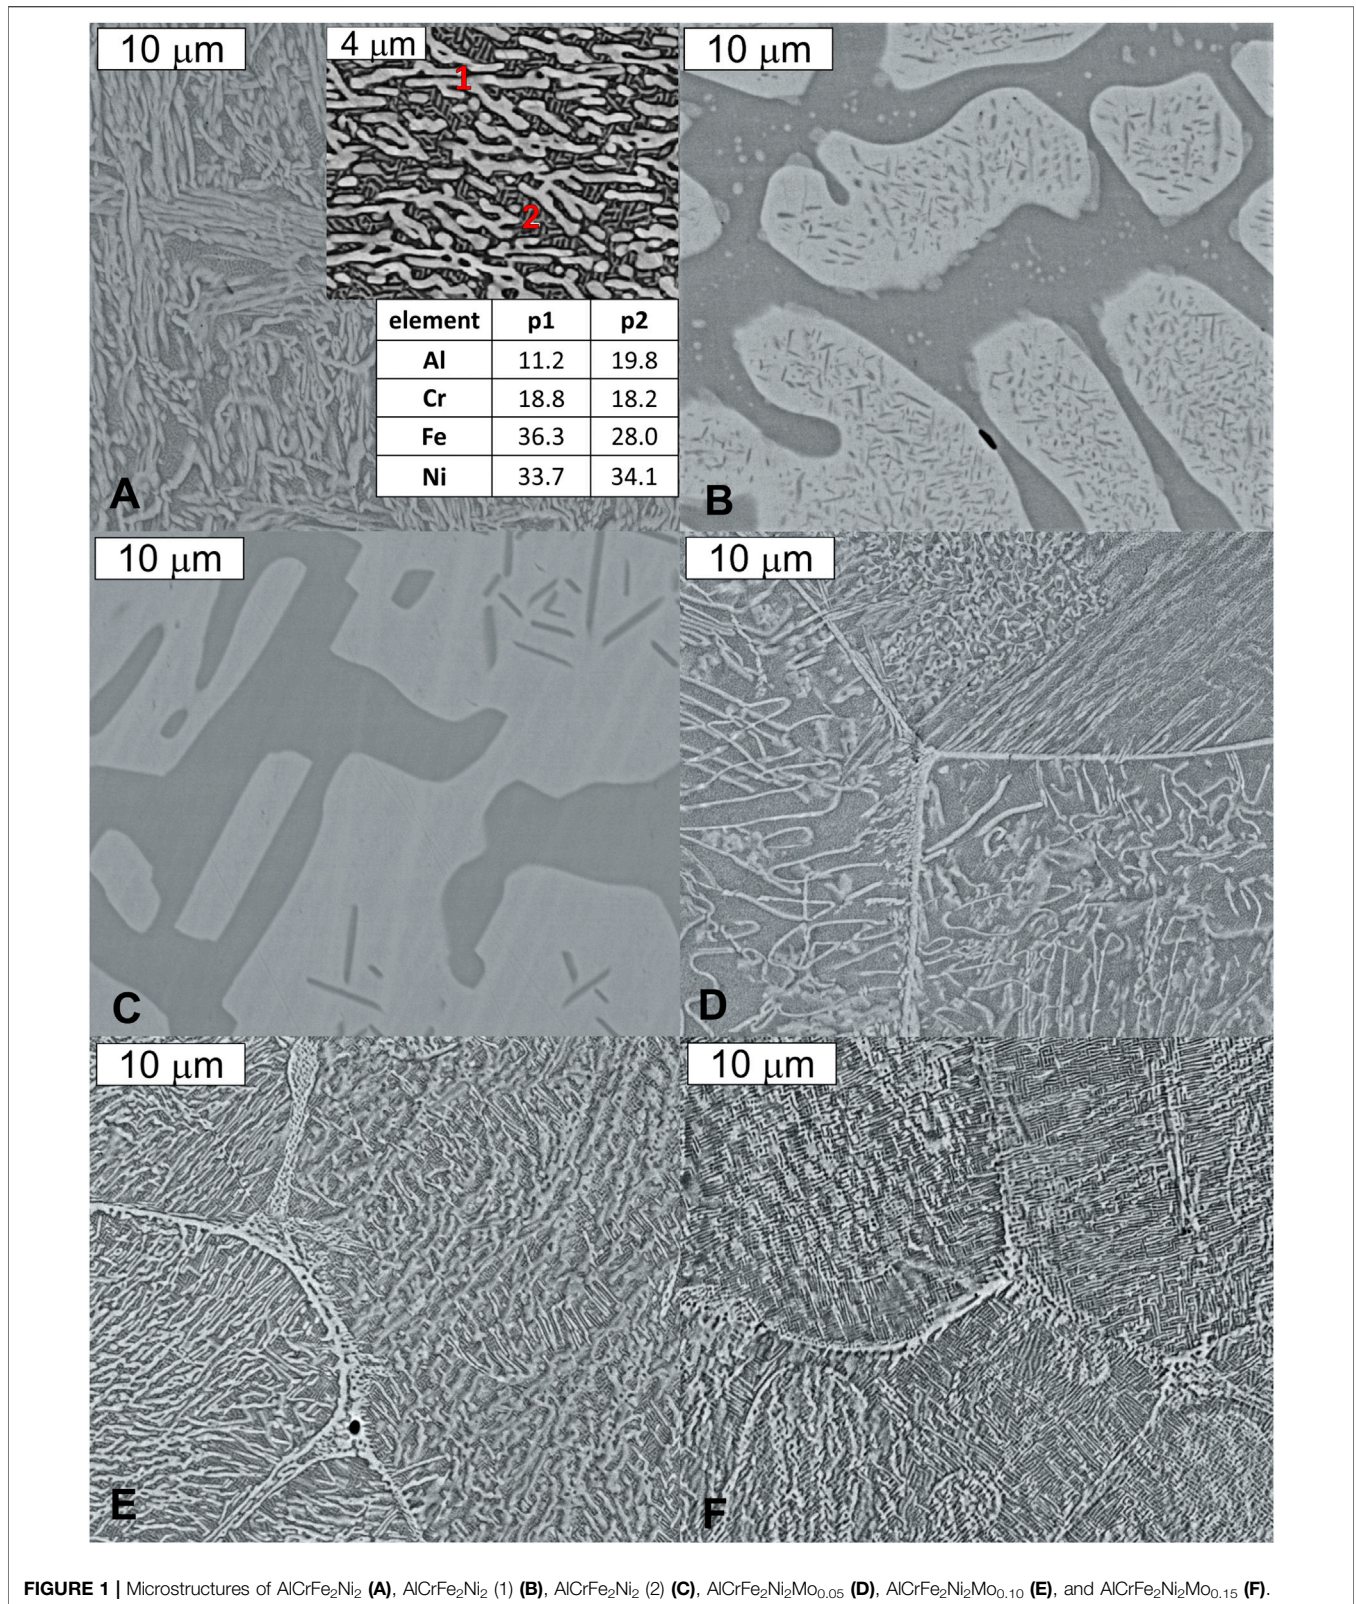 10 μm
4 μm
10 μm
1
2
element p1 p2
Al 11.2 19.8
Cr 18.8 18.2
Fe 36.3 28.0
Ni 33.7 34.1
A
B
10 μm
10 μm
C
D
10 μm
10 μm
E
F
FIGURE 1 | Microstructures of AlCrFe₂Ni₂ (A), AlCrFe₂Ni₂ (1) (B), AlCrFe₂Ni₂ (2) (C), AlCrFe₂Ni₂Mo₀.₀₅ (D), AlCrFe₂Ni₂Mo₀.₁₀ (E), and AlCrFe₂Ni₂Mo₀.₁₅ (F).